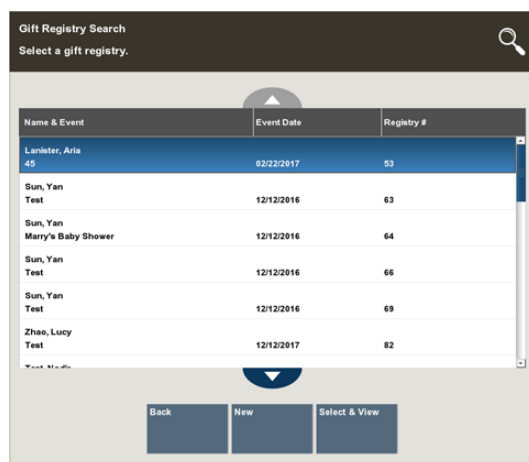 Gift Registry Search
Select a gift registry.
Name & Event Event Date Registry #
Lanister, Aria
45 02/22/2017 53
Sun, Yan
Test 12/12/2016 63
Sun, Yan
Marry's Baby Shower 12/12/2016 64
Sun, Yan
Test 12/12/2016 66
Sun, Yan
Test 12/12/2016 69
Zhao, Lucy
Test 12/12/2017 82
Back New Select & View